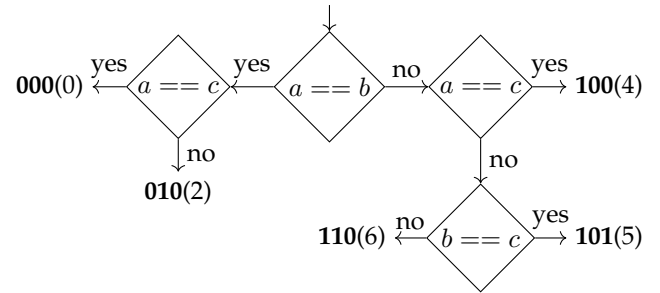 yes yes no yes
000(0) a == c a == b a == c 100(4)
no no
010(2)
no yes
110(6) b == c 101(5)